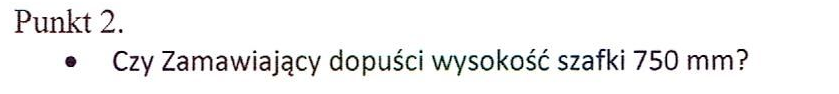 Punkt 2.
• Czy Zamawiający dopuści wysokość szafki 750 mm?